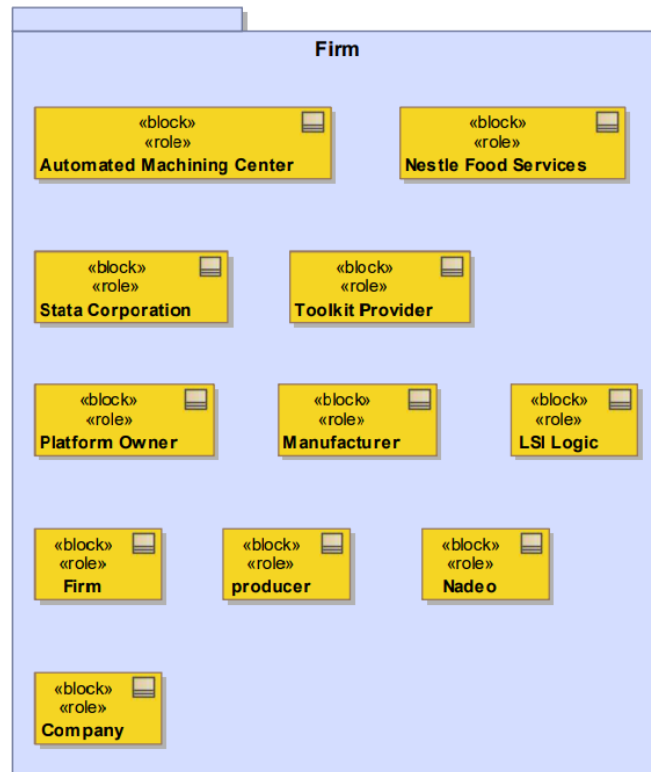 Firm
«block»
«role»
Automated Machining Center
«block»
«role»
Nestle Food Services
«block»
«role»
Stata Corporation
«block»
«role»
Toolkit Provider
«block»
«role»
Platform Owner
«block»
«role»
Manufacturer
«block»
«role»
LSI Logic
«block»
«role»
Firm
«block»
«role»
producer
«block»
«role»
Nadeo
«block»
«role»
Company